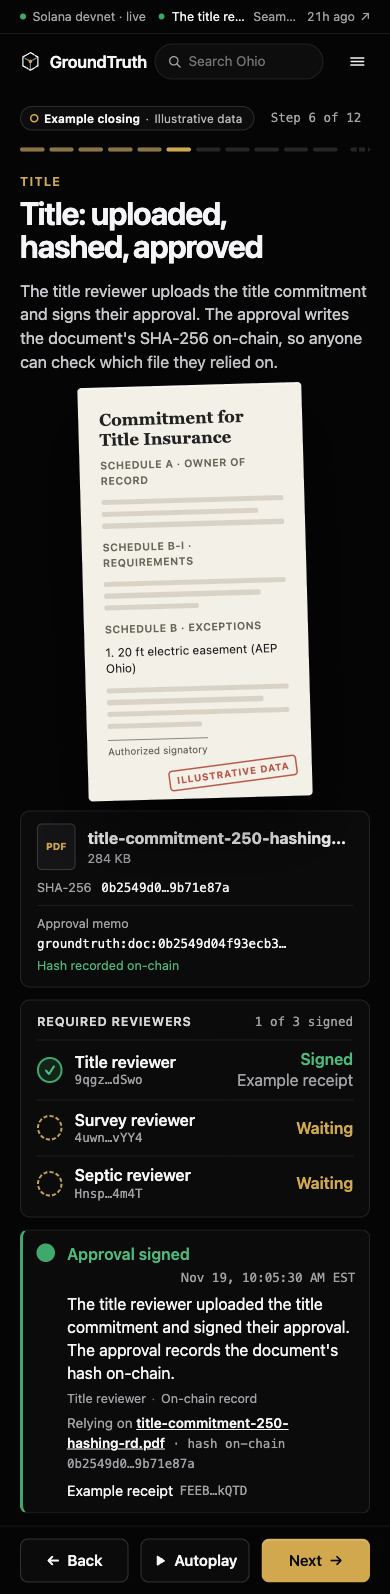 Solana devnet · live The title re… Seam… 21h ago ↗
GroundTruth Search Ohio
Example closing · Illustrative data Step 6 of 12
TITLE
Title: uploaded,
hashed, approved
The title reviewer uploads the title commitment
and signs their approval. The approval writes
the document's SHA-256 on-chain, so anyone
can check which file they relied on.
Commitment for
Title Insurance
SCHEDULE A · OWNER OF
RECORD
SCHEDULE B-I ·
REQUIREMENTS
SCHEDULE B · EXCEPTIONS
1. 20 ft electric easement (AEP
Ohio)
Authorized signatory
ILLUSTRATIVE DATA
PDF title-commitment-250-hashing…
284 KB
SHA-256 0b2549d0…9b71e87a
Approval memo
groundtruth:doc:0b2549d04f93ecb3…
Hash recorded on-chain
REQUIRED REVIEWERS 1 of 3 signed
Title reviewer Signed
9qgz…dSwo Example receipt
Survey reviewer Waiting
4uwn…vYY4
Septic reviewer Waiting
Hnsp…4m4T
Approval signed
Nov 19, 10:05:30 AM EST
The title reviewer uploaded the title
commitment and signed their approval.
The approval records the document's
hash on-chain.
Title reviewer · On-chain record
Relying on title-commitment-250-
hashing-rd.pdf · hash on-chain
0b2549d0…9b71e87a
Example receipt FEEB…kQTD
← Back Autoplay Next →